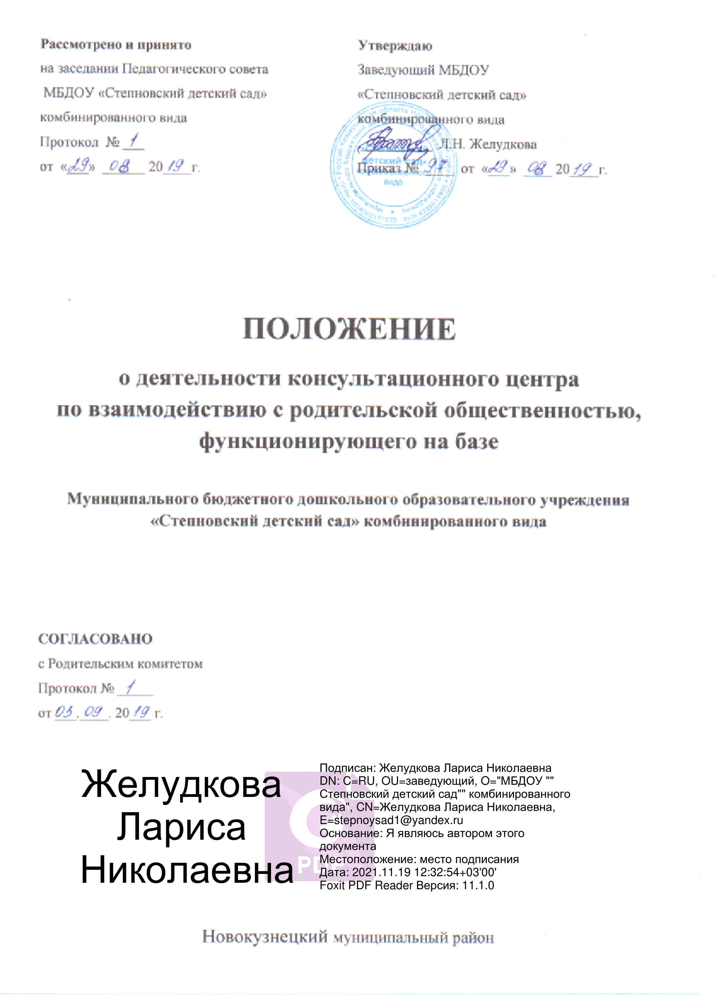 Рассмотрено и принято
на заседании Педагогического совета
МБДОУ «Степновский детский сад»
комбинированного вида
Протокол № 1
от «29» 08 2019 г.
Утверждаю
Заведующий МБДОУ
«Степновский детский сад»
комбинированного вида
Л.Н. Желудкова
Приказ № 97 от «29» 08 2019 г.
детский сад»
комбинированного
вида
ПОЛОЖЕНИЕ
о деятельности консультационного центра
по взаимодействию с родительской общественностью,
функционирующего на базе
Муниципального бюджетного дошкольного образовательного учреждения
«Степновский детский сад» комбинированного вида
СОГЛАСОВАНО
с Родительским комитетом
Протокол № 1
от 03.09.2019 г.
Желудкова
Лариса
Николаевна
PDF
Подписан: Желудкова Лариса Николаевна
DN: C=RU, OU=заведующий, O="МБДОУ ""
Степновский детский сад"" комбинированного
вида", CN=Желудкова Лариса Николаевна,
E=stepnoysad1@yandex.ru
Основание: Я являюсь автором этого
документа
Местоположение: место подписания
Дата: 2021.11.19 12:32:54+03'00'
Foxit PDF Reader Версия: 11.1.0
Новокузнецкий муниципальный район